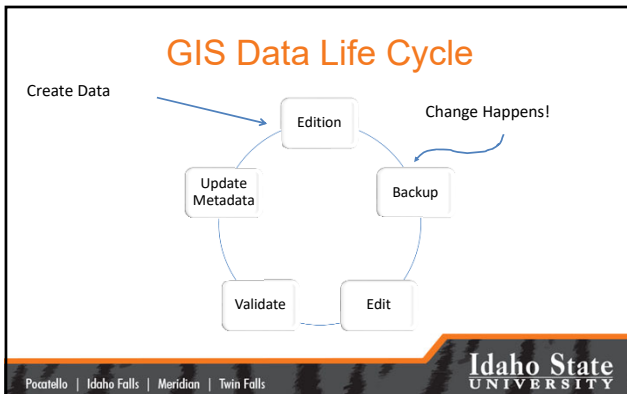 GIS Data Life Cycle
Create Data
Change Happens!
Edition
Backup
Edit
Validate
Update
Metadata
Pocatello | Idaho Falls | Meridian | Twin Falls
Idaho State
UNIVERSITY